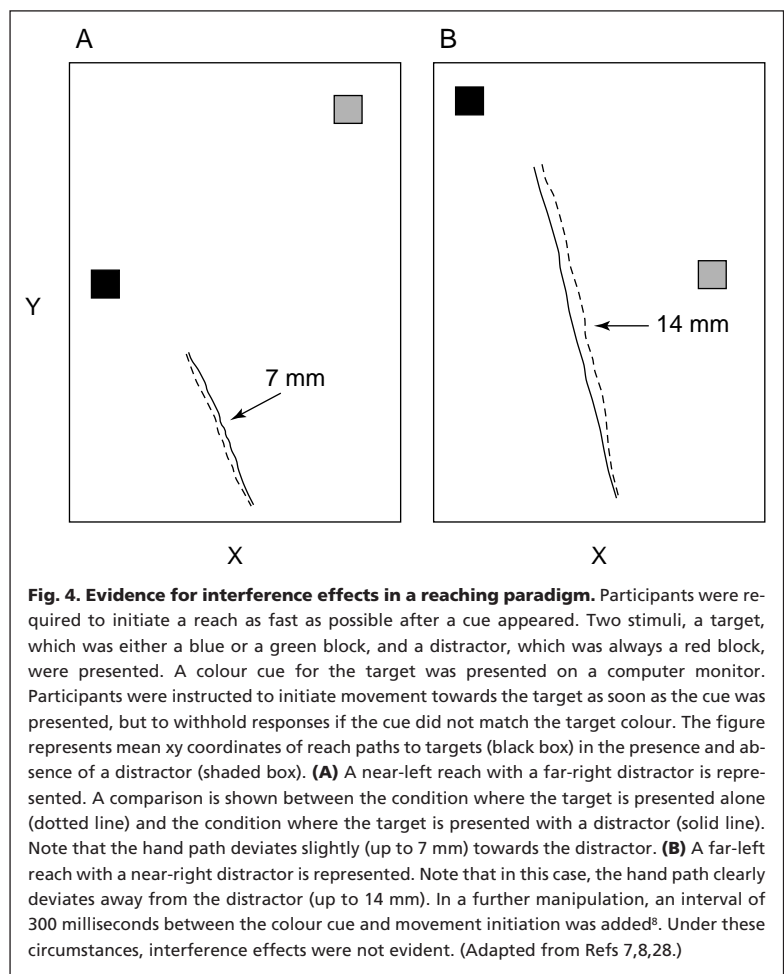 A
B
Y
7 mm
14 mm
X
X
Fig. 4. Evidence for interference effects in a reaching paradigm. Participants were re-
quired to initiate a reach as fast as possible after a cue appeared. Two stimuli, a target,
which was either a blue or a green block, and a distractor, which was always a red block,
were presented. A colour cue for the target was presented on a computer monitor.
Participants were instructed to initiate movement towards the target as soon as the cue was
presented, but to withhold responses if the cue did not match the target colour. The figure
represents mean xy coordinates of reach paths to targets (black box) in the presence and ab-
sence of a distractor (shaded box). (A) A near-left reach with a far-right distractor is repre-
sented. A comparison is shown between the condition where the target is presented alone
(dotted line) and the condition where the target is presented with a distractor (solid line).
Note that the hand path deviates slightly (up to 7 mm) towards the distractor. (B) A far-left
reach with a near-right distractor is represented. Note that in this case, the hand path clearly
deviates away from the distractor (up to 14 mm). In a further manipulation, an interval of
300 milliseconds between the colour cue and movement initiation was added⁸. Under these
circumstances, interference effects were not evident. (Adapted from Refs 7,8,28.)